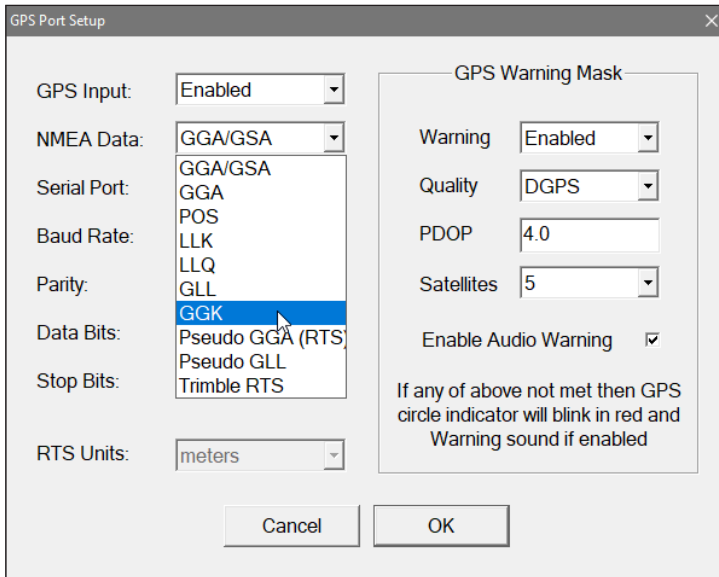 GPS Port Setup
GPS Input: Enabled
NMEA Data: GGA/GSA
GGA/GSA
GGA
POS
LLK
LLQ
GLL
GGK
Pseudo GGA (RTS)
Pseudo GLL
Trimble RTS
Serial Port:
Baud Rate:
Parity:
Data Bits:
Stop Bits:
RTS Units: meters
GPS Warning Mask
Warning Enabled
Quality DGPS
PDOP 4.0
Satellites 5
Enable Audio Warning
If any of above not met then GPS
circle indicator will blink in red and
Warning sound if enabled
Cancel
OK